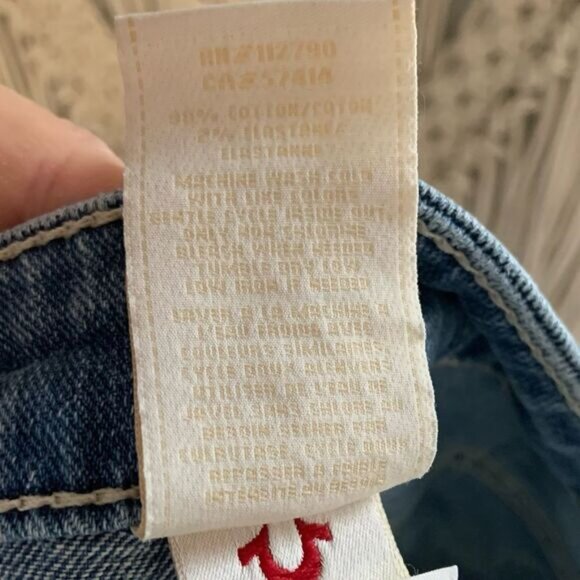 RN#112790
CA#57414
98% COTTON/COTON
2% ELASTANE/
ELASTANNE
MACHINE WASH COLD
WITH LIKE COLORS
GENTLE CYCLE INSIDE OUT.
ONLY NON CHLORINE
BLEACH WHEN NEEDED
TUMBLE DRY LOW
LOW IRON IF NEEDED
LAVER A LA MACHINE A
L'EAU FROIDE AVEC
COULEURS SIMILAIRES
CYCLE DOUX A L'ENVERS
UTILISER DE L'EAU DE
JAVEL SANS CHLORE AU
BESOIN SECHER PAR
CULBUTAGE, CYCLE DOUX
REPASSER A FAIBLE
INTENSITE AU BESOIN